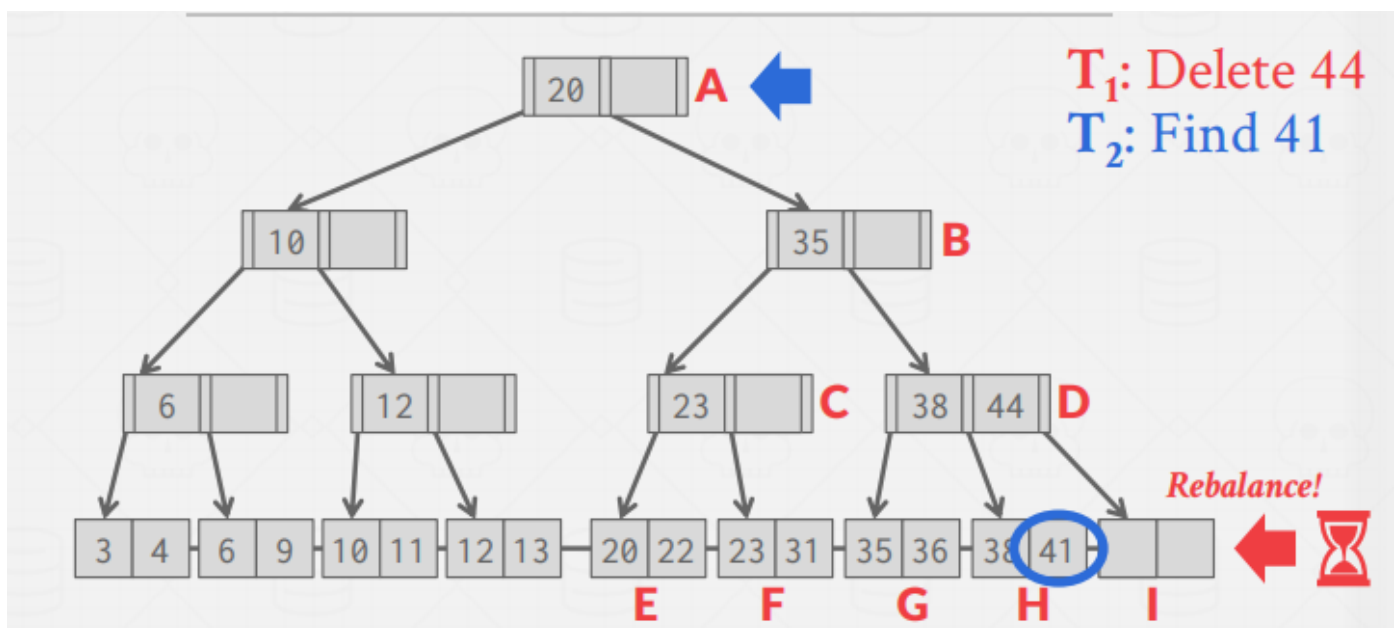 20 A
T1: Delete 44
T2: Find 41
10 35 B
6 12 23 C 38 44 D
Rebalance!
3 4 6 9 10 11 12 13 20 22 23 31 35 36 38 41
E F G H I